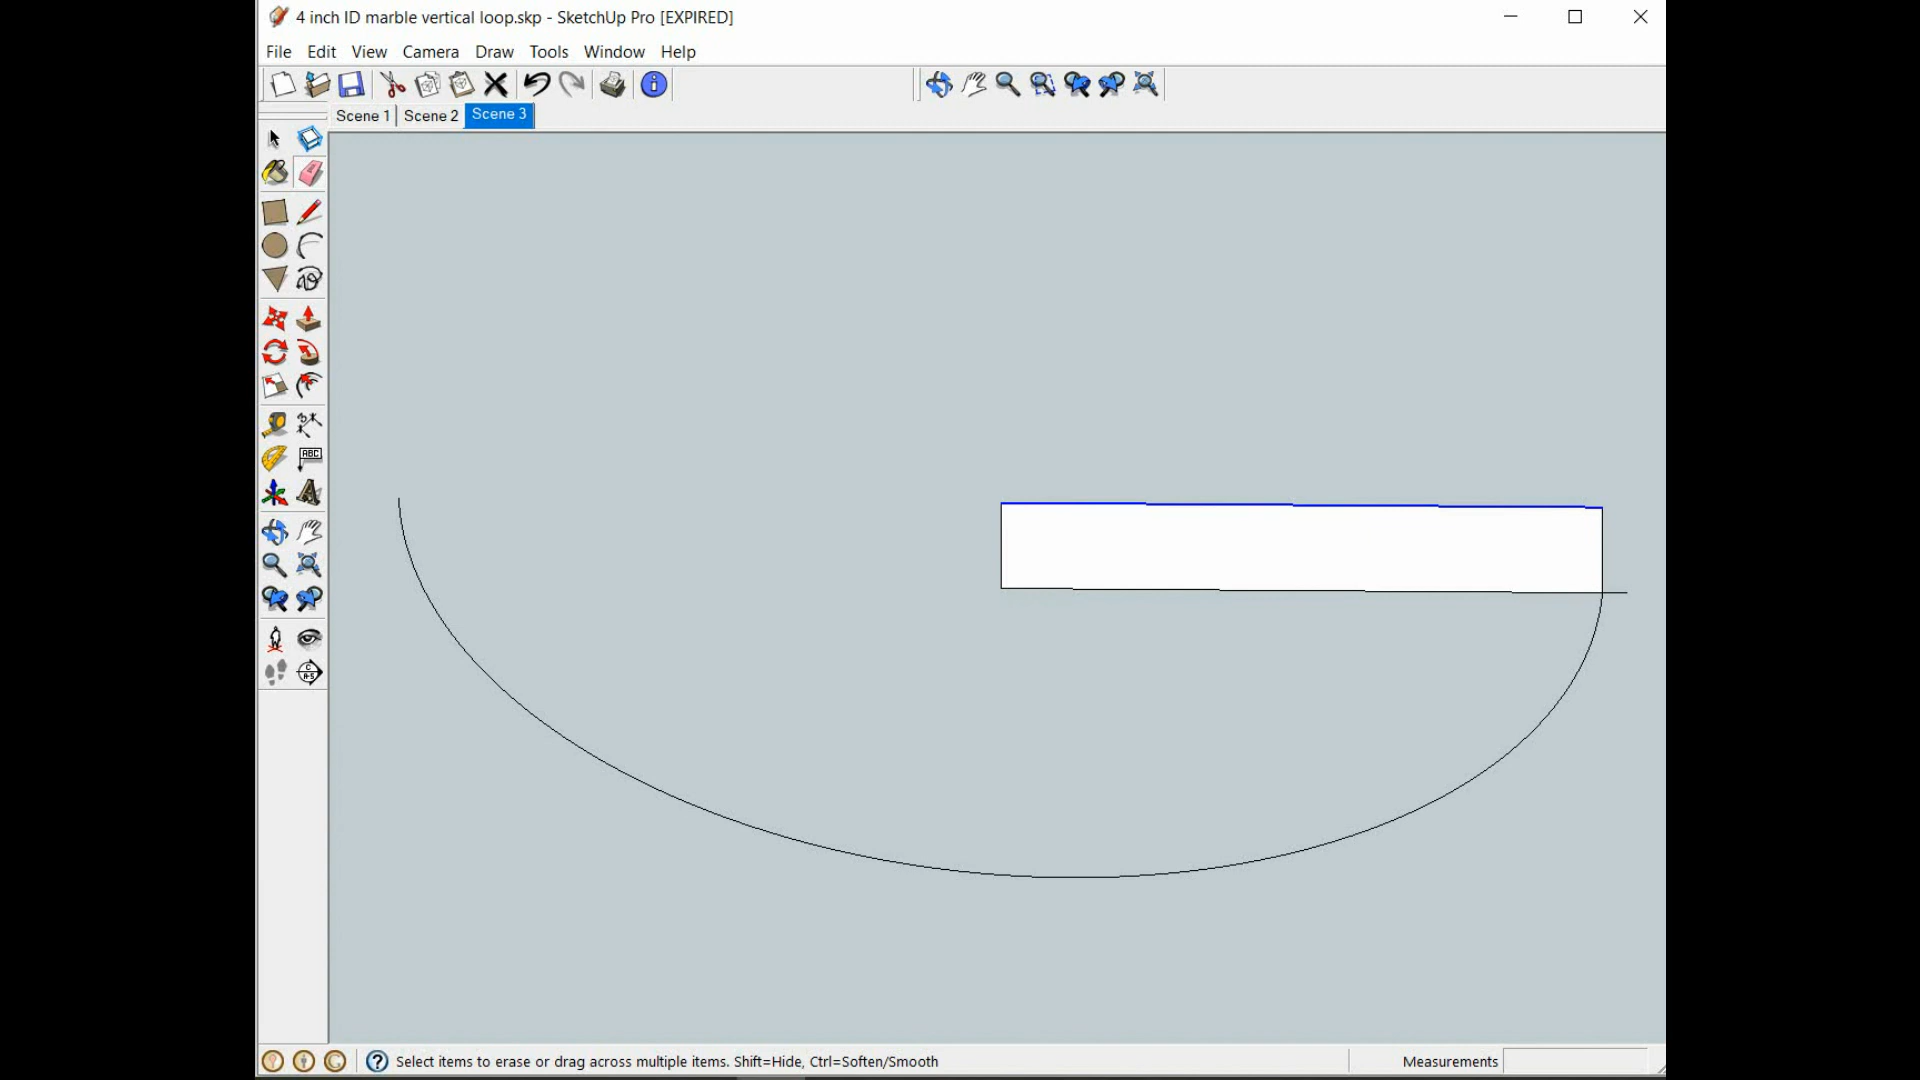 4 inch ID marble vertical loop.skp - SketchUp Pro [EXPIRED]
File Edit View Camera Draw Tools Window Help
Scene 1 Scene 2 Scene 3
ABC
A
C
A-S
Select items to erase or drag across multiple items. Shift=Hide, Ctrl=Soften/Smooth
Measurements